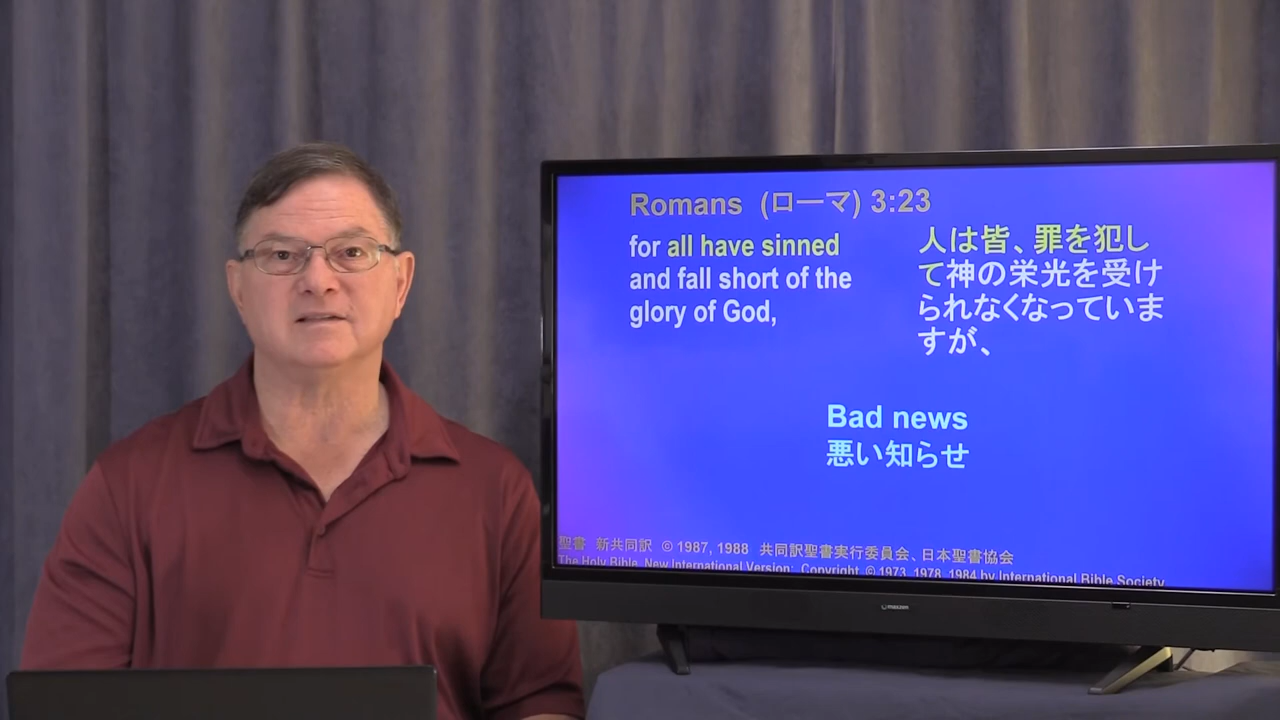 Romans (ローマ) 3:23
for all have sinned
and fall short of the
glory of God,
人は皆、罪を犯し
て神の栄光を受け
られなくなっていま
すが、
Bad news
悪い知らせ
聖書 新共同訳 © 1987, 1988 共同訳聖書実行委員会、日本聖書協会
The Holy Bible, New International Version; Copyright © 1973, 1978, 1984 by International Bible Society
maxzen